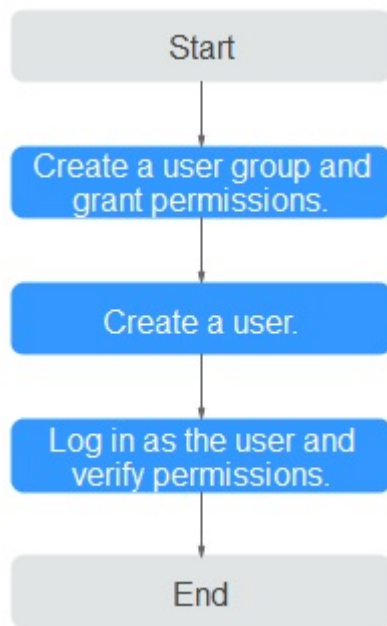 Start
Create a user group and
grant permissions.
Create a user.
Log in as the user and
verify permissions.
End